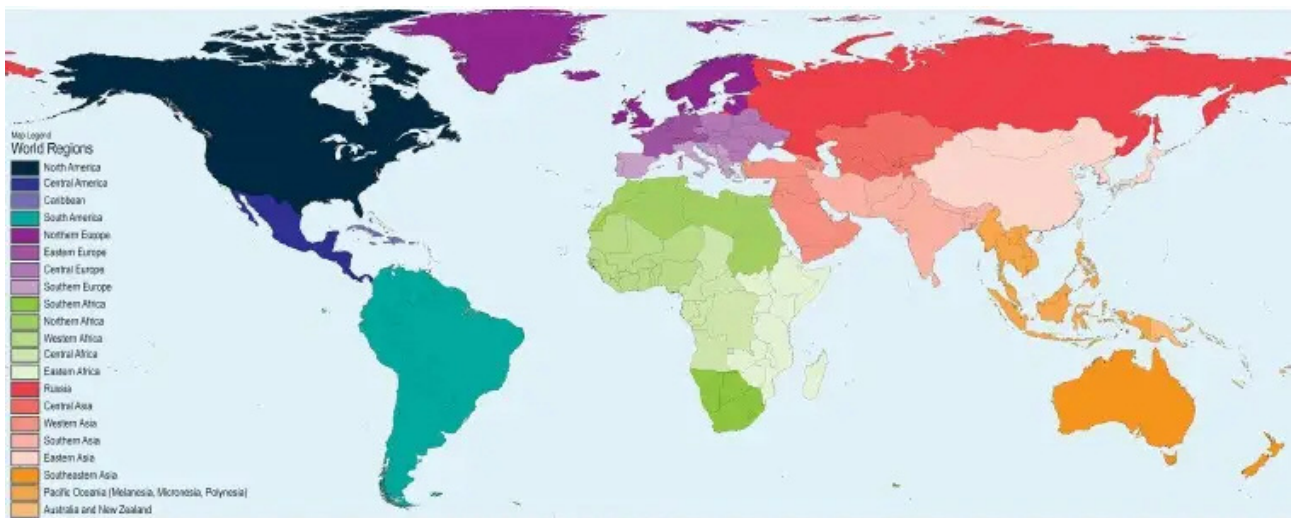 Map Legend
World Regions
North America
Central America
Caribbean
South America
Northern Europe
Eastern Europe
Central Europe
Southern Europe
Southern Africa
Northern Africa
Western Africa
Central Africa
Eastern Africa
Russia
Central Asia
Western Asia
Southern Asia
Eastern Asia
Southeastern Asia
Pacific Oceania (Melanesia, Micronesia, Polynesia)
Australia and New Zealand